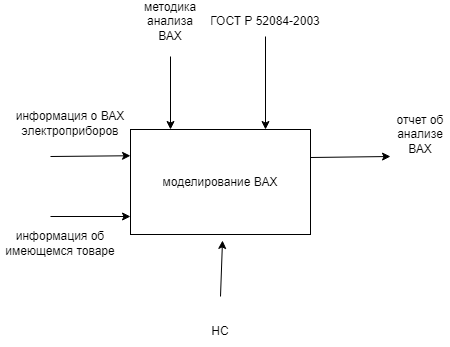 методика
анализа
ВАХ
ГОСТ Р 52084-2003
информация о ВАХ
электроприборов
отчет об
анализе
ВАХ
моделирование ВАХ
информация об
имеющемся товаре
НС